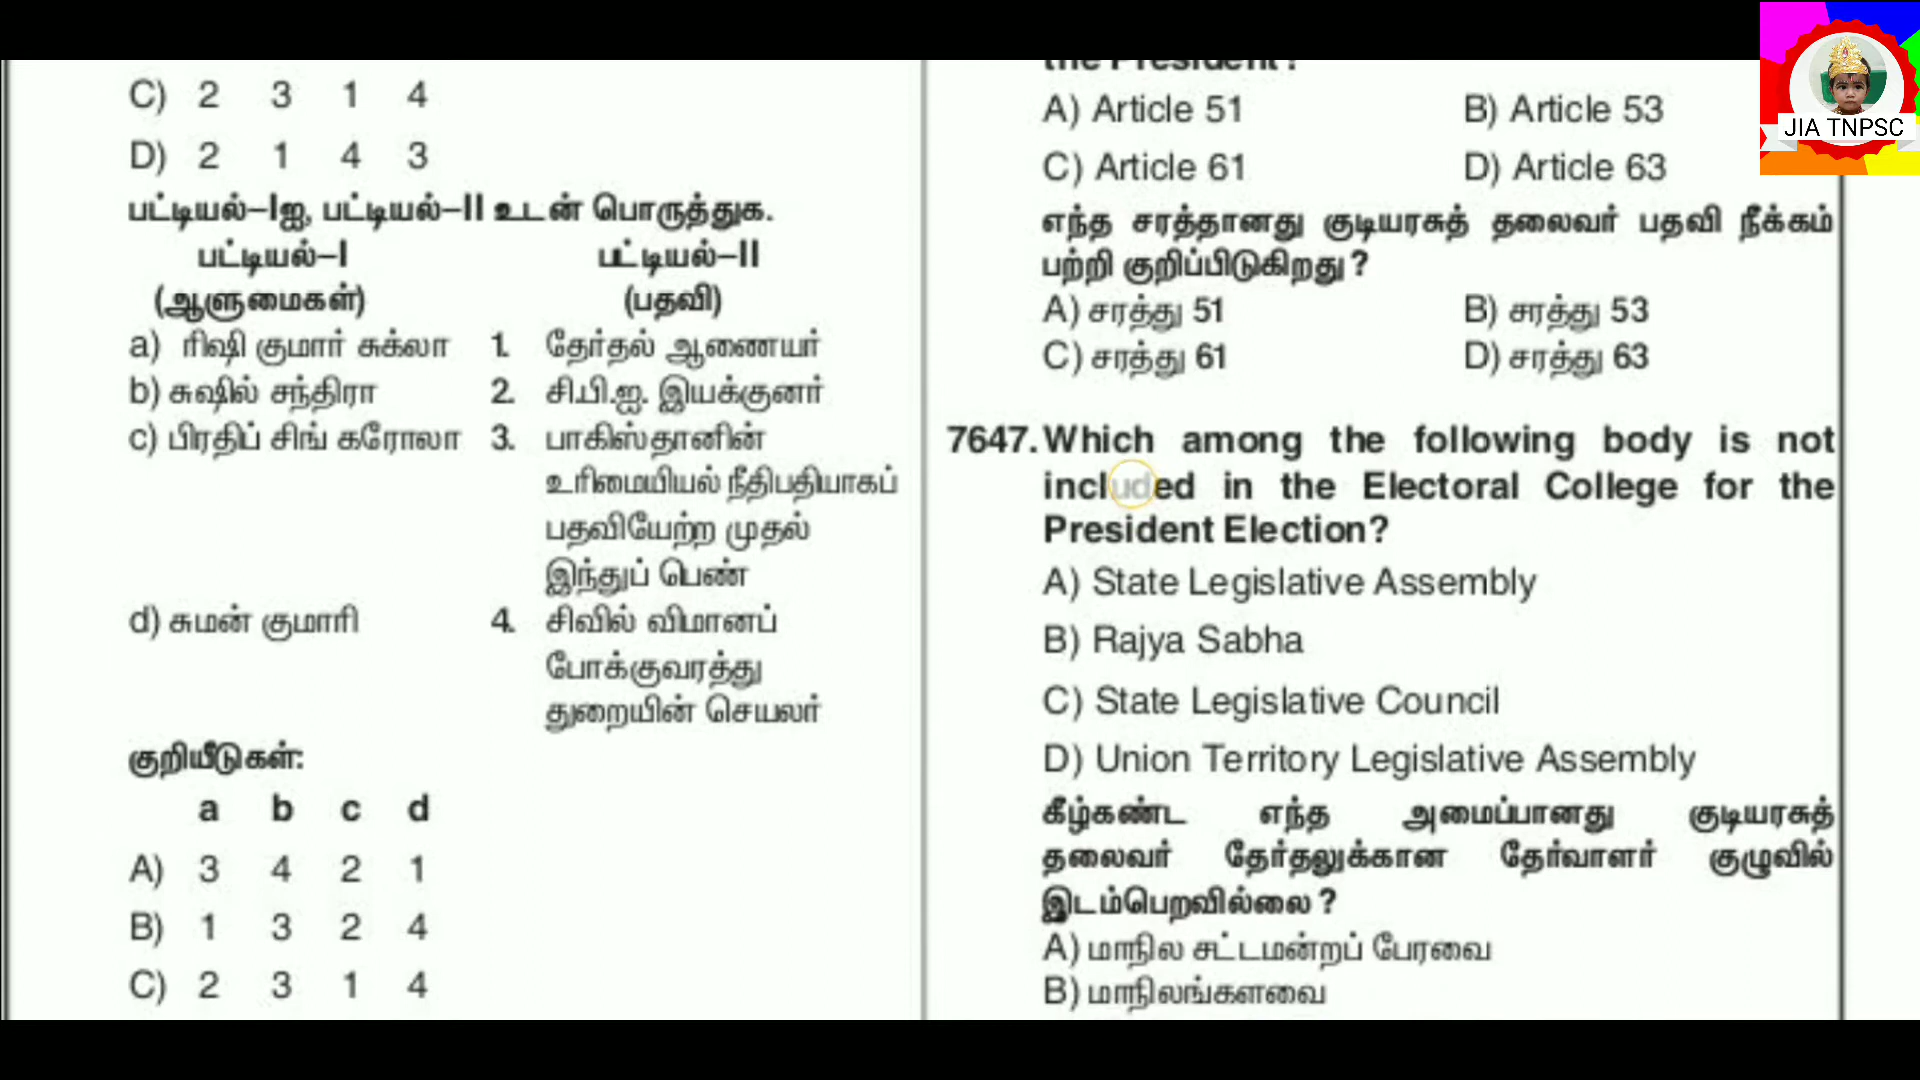 C) 2 3 1 4
D) 2 1 4 3
பட்டியல்–Iஐ, பட்டியல்–II உடன் பொருத்துக.
பட்டியல்–I பட்டியல்–II
(ஆளுமைகள்) (பதவி)
a) ரிஷி குமார் சுக்லா 1. தேர்தல் ஆணையர்
b) சுஷில் சந்திரா 2. சி.பி.ஐ. இயக்குனர்
c) பிரதிப் சிங் கரோலா 3. பாகிஸ்தானின்
உரிமையியல் நீதிபதியாகப்
பதவியேற்ற முதல்
இந்துப் பெண்
d) சுமன் குமாரி 4. சிவில் விமானப்
போக்குவரத்து
துறையின் செயலர்
குறியீடுகள்:
a b c d
A) 3 4 2 1
B) 1 3 2 4
C) 2 3 1 4
the President?
A) Article 51 B) Article 53
C) Article 61 D) Article 63
எந்த சரத்தானது குடியரசுத் தலைவர் பதவி நீக்கம்
பற்றி குறிப்பிடுகிறது?
A) சரத்து 51 B) சரத்து 53
C) சரத்து 61 D) சரத்து 63
7647. Which among the following body is not
included in the Electoral College for the
President Election?
A) State Legislative Assembly
B) Rajya Sabha
C) State Legislative Council
D) Union Territory Legislative Assembly
கீழ்கண்ட எந்த அமைப்பானது குடியரசுத்
தலைவர் தேர்தலுக்கான தேர்வாளர் குழுவில்
இடம்பெறவில்லை?
A) மாநில சட்டமன்றப் பேரவை
B) மாநிலங்களவை
JIA TNPSC